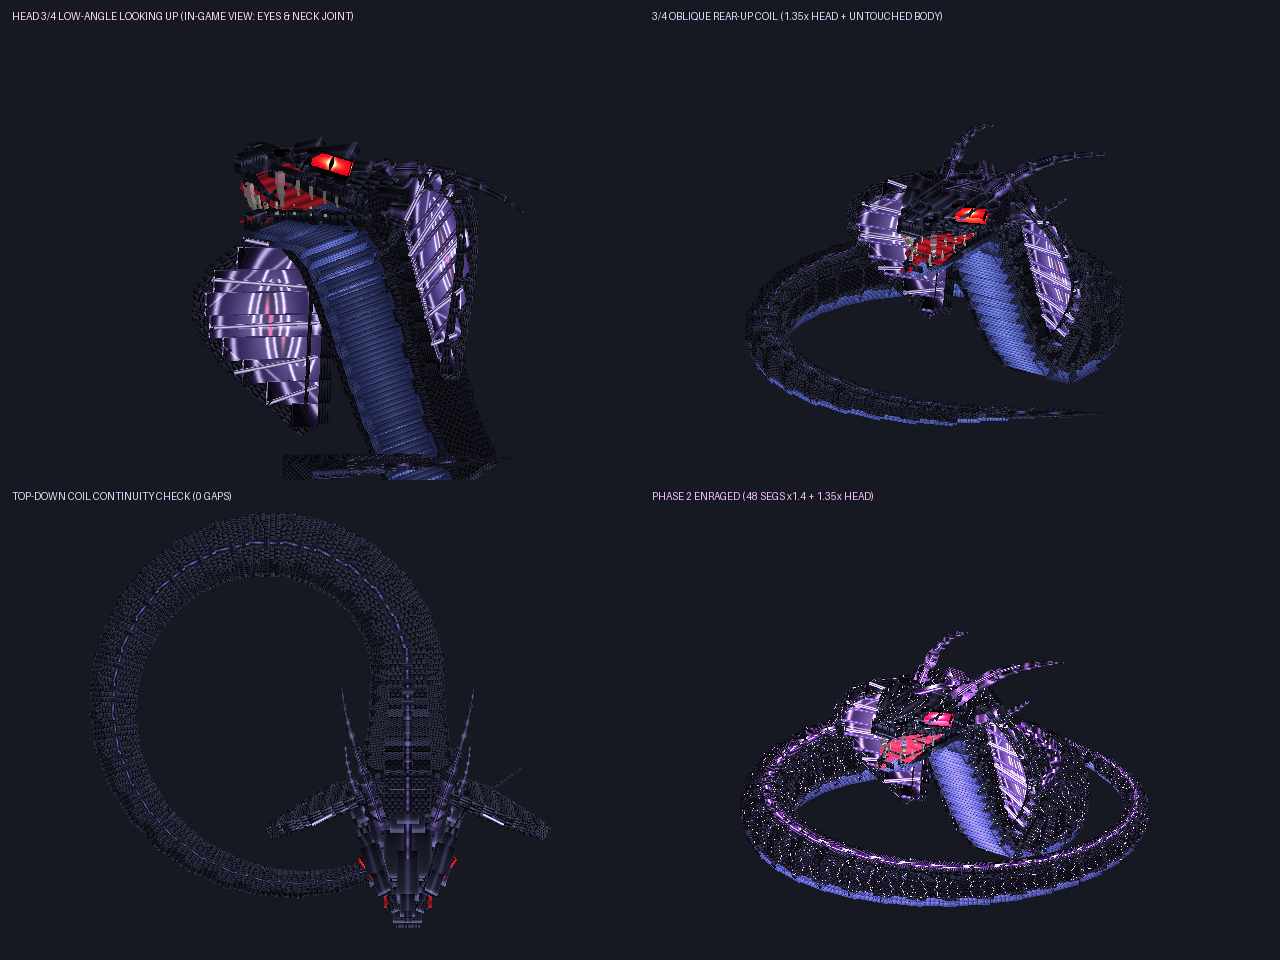 HEAD 3/4 LOW-ANGLE LOOKING UP (IN-GAME VIEW: EYES & NECK JOINT)
3/4 OBLIQUE REAR-UP COIL (1.35x HEAD + UNTOUCHED BODY)
TOP-DOWN COIL CONTINUITY CHECK (0 GAPS)
PHASE 2 ENRAGED (48 SEGS x1.4 + 1.35x HEAD)